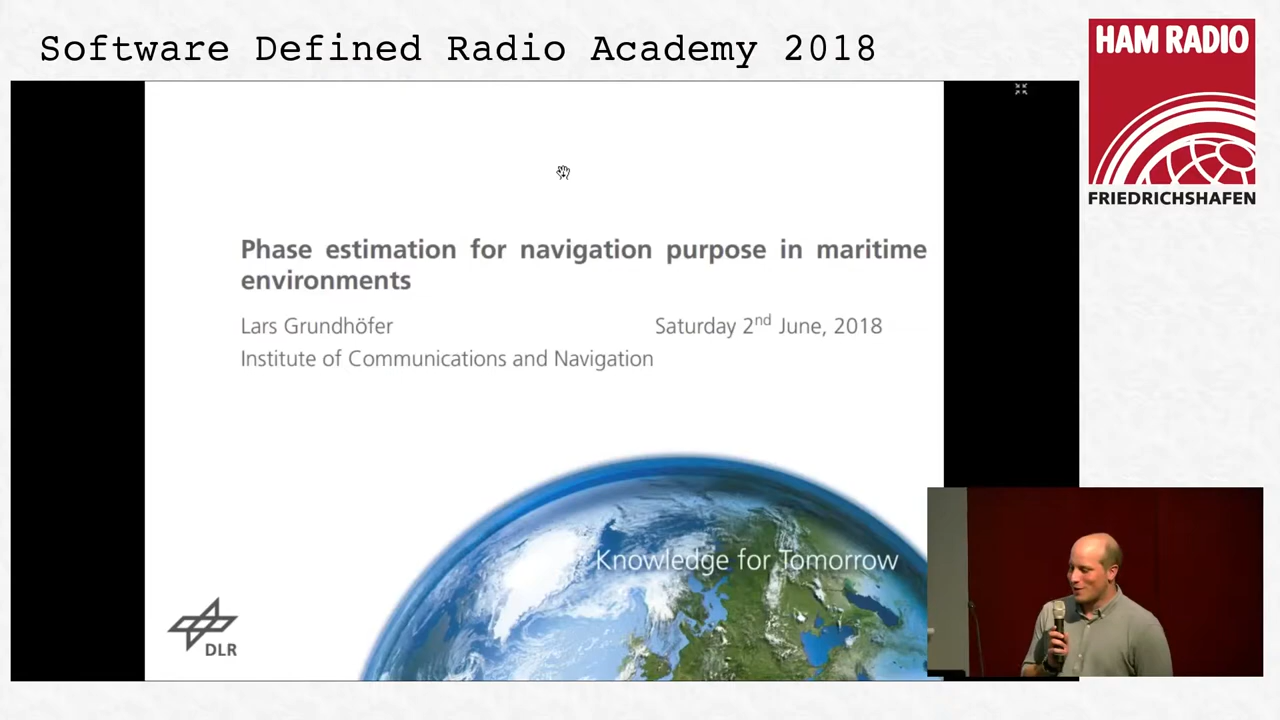 Software Defined Radio Academy 2018
HAM RADIO
FRIEDRICHSHAFEN
Phase estimation for navigation purpose in maritime
environments
Lars Grundhöfer Saturday 2nd June, 2018
Institute of Communications and Navigation
Knowledge for Tomorrow
DLR